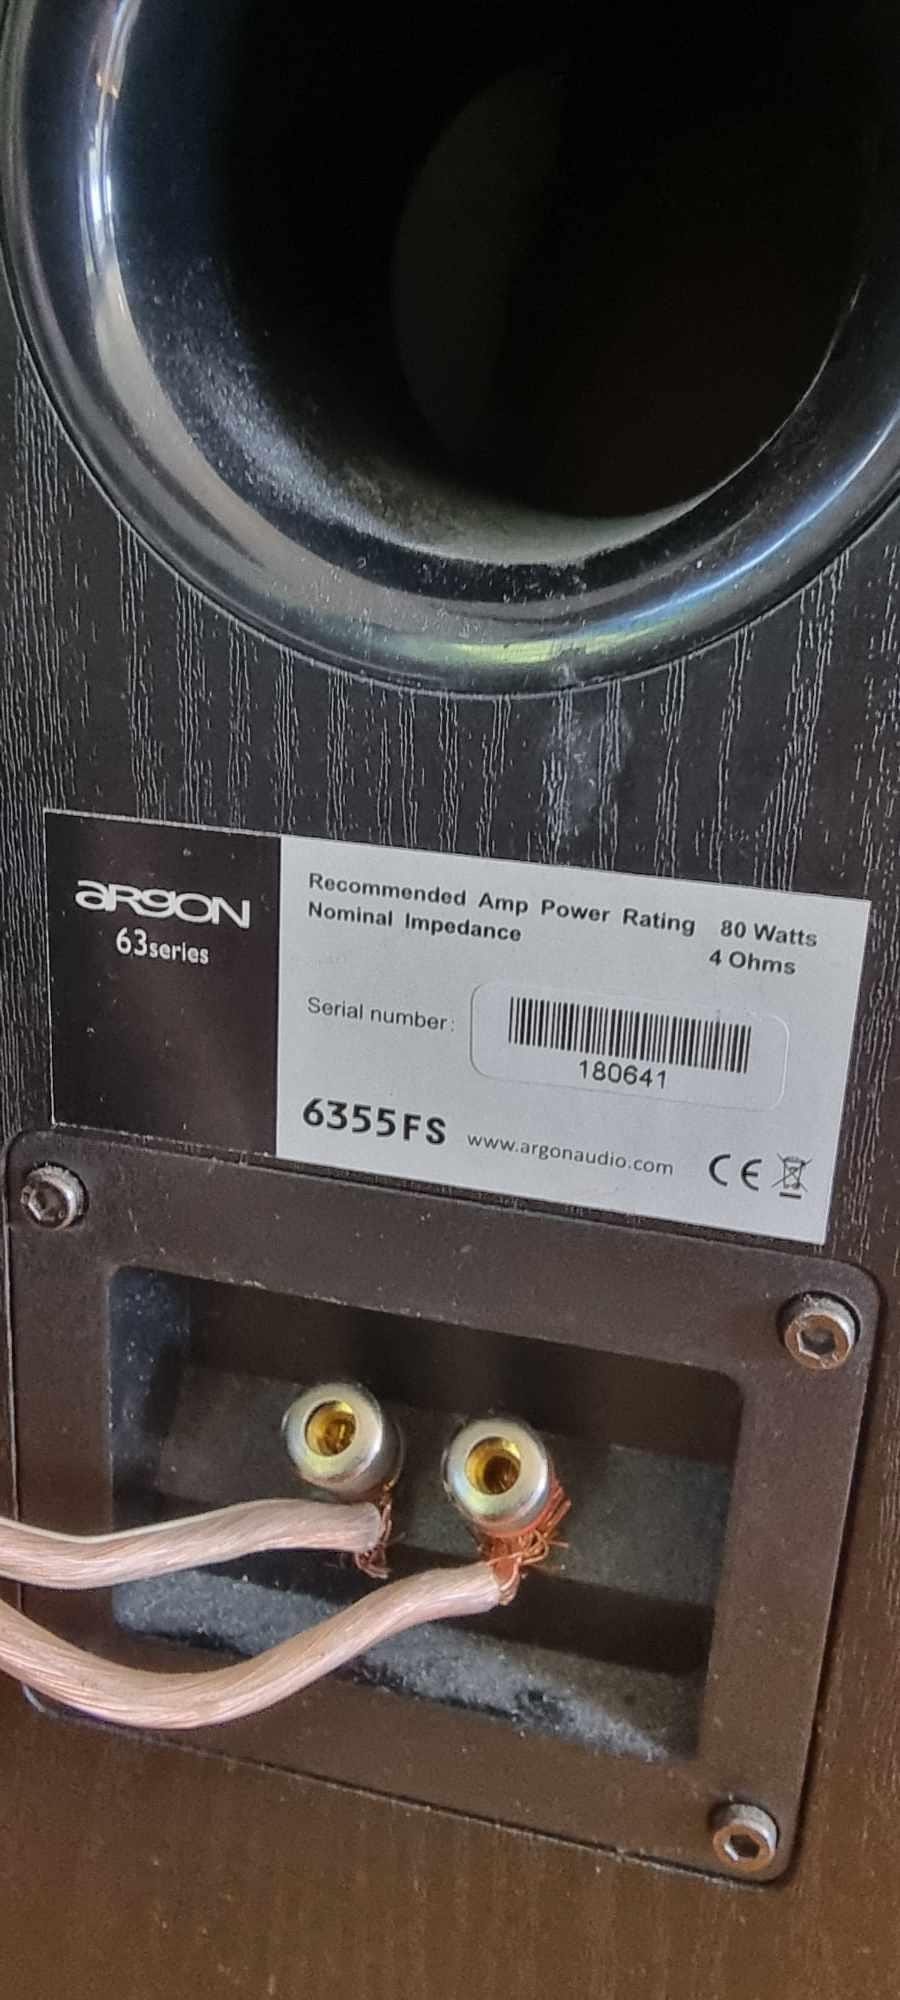 aRGON
63series
Recommended Amp Power Rating 80 Watts
Nominal Impedance 4 Ohms
Serial number:
180641
6355FS www.argonaudio.com CE